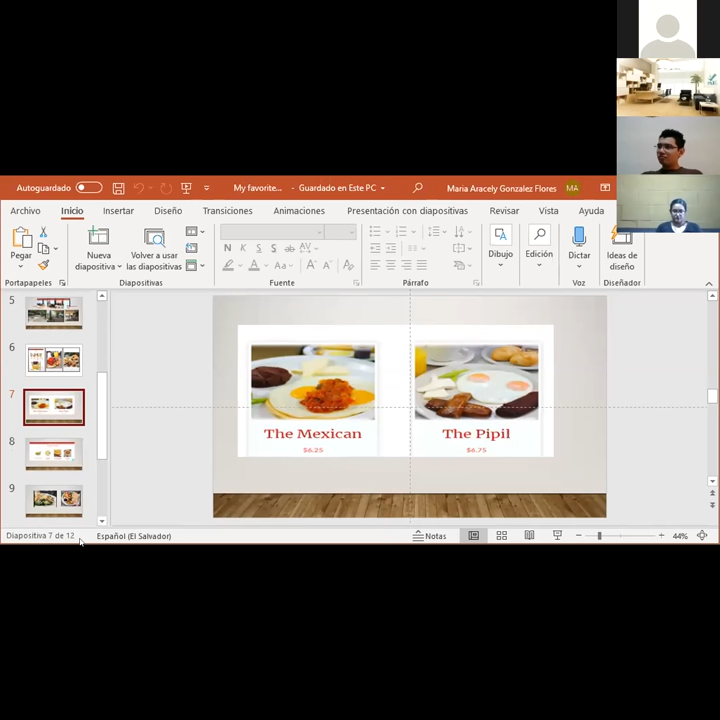 Autoguardado
My favorite... - Guardado en Este PC
Maria Aracely Gonzalez Flores MA
Archivo Inicio Insertar Diseño Transiciones Animaciones Presentación con diapositivas Revisar Vista Ayuda
N K S S ab AV
Aa A A
Pegar
Nueva diapositiva
Volver a usar las diapositivas
Dibujo
Edición
Dictar
Ideas de diseño
Portapapeles Diapositivas Fuente Párrafo Voz Diseñador
5
6
7
8
9
The Mexican
$6.25
The Pipil
$6.75
Diapositiva 7 de 12 Español (El Salvador) Notas 44%